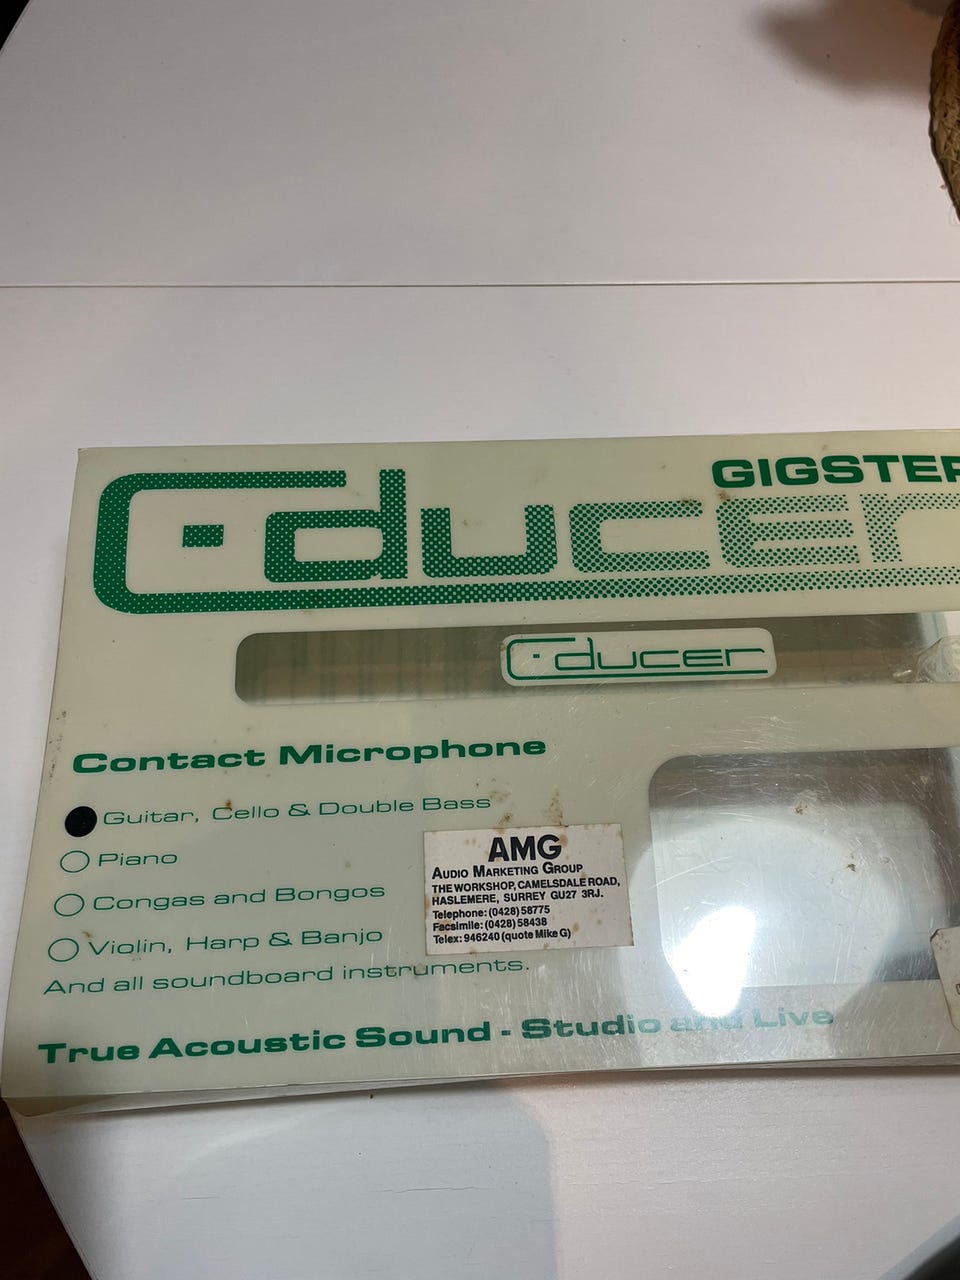 GIGSTER
C·ducer
C·ducer
Contact Microphone
Guitar, Cello & Double Bass
Piano
Congas and Bongos
Violin, Harp & Banjo
And all soundboard instruments.
AMG
AUDIO MARKETING GROUP
THE WORKSHOP, CAMELSDALE ROAD,
HASLEMERE, SURREY GU27 3RJ.
Telephone: (0428) 58775
Facsimile: (0428) 58438
Telex: 946240 (quote Mike G)
True Acoustic Sound - Studio and Live